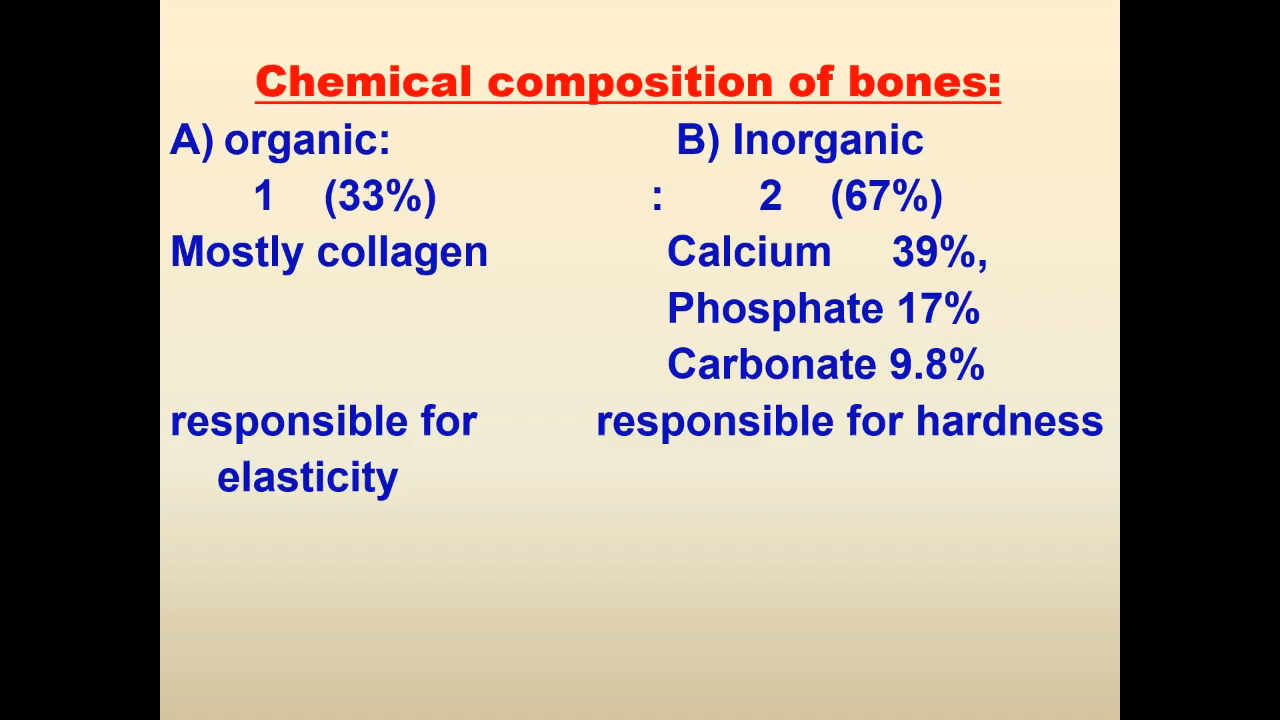 Chemical composition of bones:
A) organic: B) Inorganic
1 (33%) : 2 (67%)
Mostly collagen Calcium 39%,
Phosphate 17%
Carbonate 9.8%
responsible for responsible for hardness
elasticity